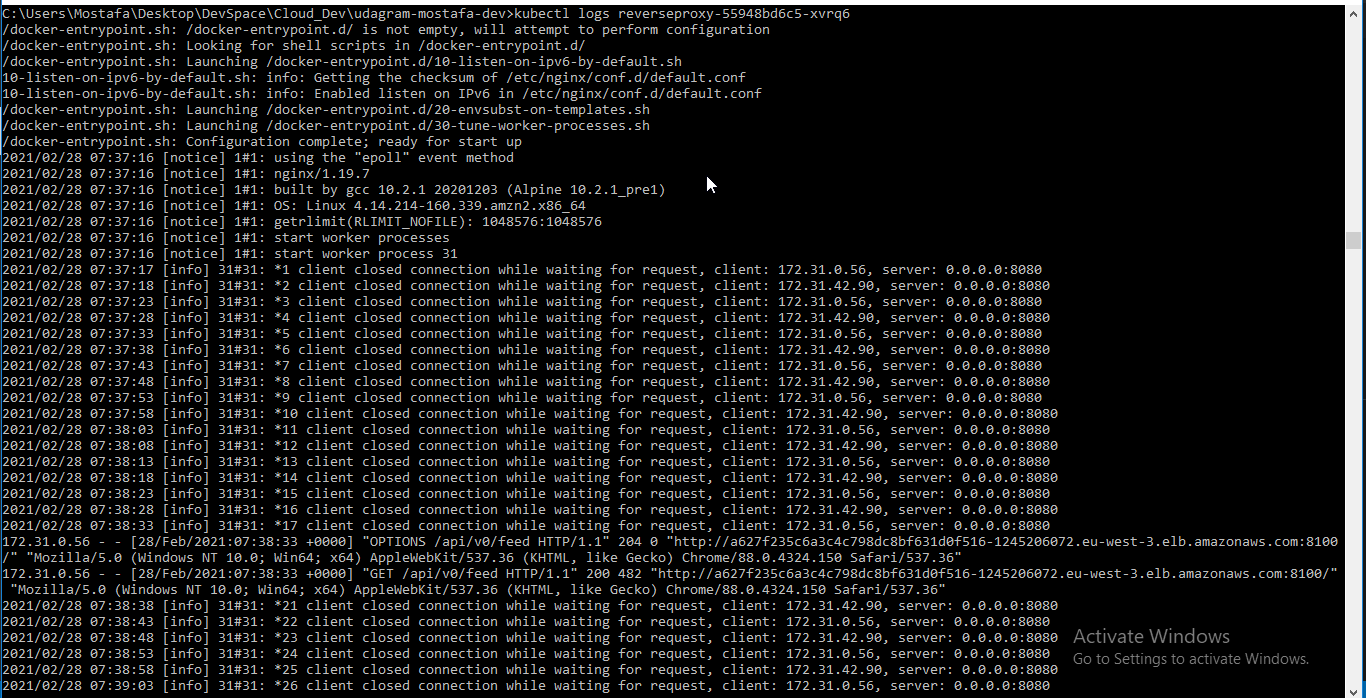 C:\Users\Mostafa\Desktop\DevSpace\Cloud_Dev\udagram-mostafa-dev>kubectl logs reverseproxy-55948bd6c5-xvrq6
/docker-entrypoint.sh: /docker-entrypoint.d/ is not empty, will attempt to perform configuration
/docker-entrypoint.sh: Looking for shell scripts in /docker-entrypoint.d/
/docker-entrypoint.sh: Launching /docker-entrypoint.d/10-listen-on-ipv6-by-default.sh
10-listen-on-ipv6-by-default.sh: info: Getting the checksum of /etc/nginx/conf.d/default.conf
10-listen-on-ipv6-by-default.sh: info: Enabled listen on IPv6 in /etc/nginx/conf.d/default.conf
/docker-entrypoint.sh: Launching /docker-entrypoint.d/20-envsubst-on-templates.sh
/docker-entrypoint.sh: Launching /docker-entrypoint.d/30-tune-worker-processes.sh
/docker-entrypoint.sh: Configuration complete; ready for start up
2021/02/28 07:37:16 [notice] 1#1: using the "epoll" event method
2021/02/28 07:37:16 [notice] 1#1: nginx/1.19.7
2021/02/28 07:37:16 [notice] 1#1: built by gcc 10.2.1 20201203 (Alpine 10.2.1_pre1)
2021/02/28 07:37:16 [notice] 1#1: OS: Linux 4.14.214-160.339.amzn2.x86_64
2021/02/28 07:37:16 [notice] 1#1: getrlimit(RLIMIT_NOFILE): 1048576:1048576
2021/02/28 07:37:16 [notice] 1#1: start worker processes
2021/02/28 07:37:16 [notice] 1#1: start worker process 31
2021/02/28 07:37:17 [info] 31#31: *1 client closed connection while waiting for request, client: 172.31.0.56, server: 0.0.0.0:8080
2021/02/28 07:37:18 [info] 31#31: *2 client closed connection while waiting for request, client: 172.31.42.90, server: 0.0.0.0:8080
2021/02/28 07:37:23 [info] 31#31: *3 client closed connection while waiting for request, client: 172.31.0.56, server: 0.0.0.0:8080
2021/02/28 07:37:28 [info] 31#31: *4 client closed connection while waiting for request, client: 172.31.42.90, server: 0.0.0.0:8080
2021/02/28 07:37:33 [info] 31#31: *5 client closed connection while waiting for request, client: 172.31.0.56, server: 0.0.0.0:8080
2021/02/28 07:37:38 [info] 31#31: *6 client closed connection while waiting for request, client: 172.31.42.90, server: 0.0.0.0:8080
2021/02/28 07:37:43 [info] 31#31: *7 client closed connection while waiting for request, client: 172.31.0.56, server: 0.0.0.0:8080
2021/02/28 07:37:48 [info] 31#31: *8 client closed connection while waiting for request, client: 172.31.42.90, server: 0.0.0.0:8080
2021/02/28 07:37:53 [info] 31#31: *9 client closed connection while waiting for request, client: 172.31.0.56, server: 0.0.0.0:8080
2021/02/28 07:37:58 [info] 31#31: *10 client closed connection while waiting for request, client: 172.31.42.90, server: 0.0.0.0:8080
2021/02/28 07:38:03 [info] 31#31: *11 client closed connection while waiting for request, client: 172.31.0.56, server: 0.0.0.0:8080
2021/02/28 07:38:08 [info] 31#31: *12 client closed connection while waiting for request, client: 172.31.42.90, server: 0.0.0.0:8080
2021/02/28 07:38:13 [info] 31#31: *13 client closed connection while waiting for request, client: 172.31.0.56, server: 0.0.0.0:8080
2021/02/28 07:38:18 [info] 31#31: *14 client closed connection while waiting for request, client: 172.31.42.90, server: 0.0.0.0:8080
2021/02/28 07:38:23 [info] 31#31: *15 client closed connection while waiting for request, client: 172.31.0.56, server: 0.0.0.0:8080
2021/02/28 07:38:28 [info] 31#31: *16 client closed connection while waiting for request, client: 172.31.42.90, server: 0.0.0.0:8080
2021/02/28 07:38:33 [info] 31#31: *17 client closed connection while waiting for request, client: 172.31.0.56, server: 0.0.0.0:8080
172.31.0.56 - - [28/Feb/2021:07:38:33 +0000] "OPTIONS /api/v0/feed HTTP/1.1" 204 0 "http://a627f235c6a3c4c798dc8bf631d0f516-1245206072.eu-west-3.elb.amazonaws.com:8100
/" "Mozilla/5.0 (Windows NT 10.0; Win64; x64) AppleWebKit/537.36 (KHTML, like Gecko) Chrome/88.0.4324.150 Safari/537.36"
172.31.0.56 - - [28/Feb/2021:07:38:33 +0000] "GET /api/v0/feed HTTP/1.1" 200 482 "http://a627f235c6a3c4c798dc8bf631d0f516-1245206072.eu-west-3.elb.amazonaws.com:8100/"
"Mozilla/5.0 (Windows NT 10.0; Win64; x64) AppleWebKit/537.36 (KHTML, like Gecko) Chrome/88.0.4324.150 Safari/537.36"
2021/02/28 07:38:38 [info] 31#31: *21 client closed connection while waiting for request, client: 172.31.42.90, server: 0.0.0.0:8080
2021/02/28 07:38:43 [info] 31#31: *22 client closed connection while waiting for request, client: 172.31.0.56, server: 0.0.0.0:8080
2021/02/28 07:38:48 [info] 31#31: *23 client closed connection while waiting for request, client: 172.31.42.90, server: 0.0.0.0:8080
2021/02/28 07:38:53 [info] 31#31: *24 client closed connection while waiting for request, client: 172.31.0.56, server: 0.0.0.0:8080
2021/02/28 07:38:58 [info] 31#31: *25 client closed connection while waiting for request, client: 172.31.42.90, server: 0.0.0.0:8080
2021/02/28 07:39:03 [info] 31#31: *26 client closed connection while waiting for request, client: 172.31.0.56, server: 0.0.0.0:8080
Activate Windows
Go to Settings to activate Windows.